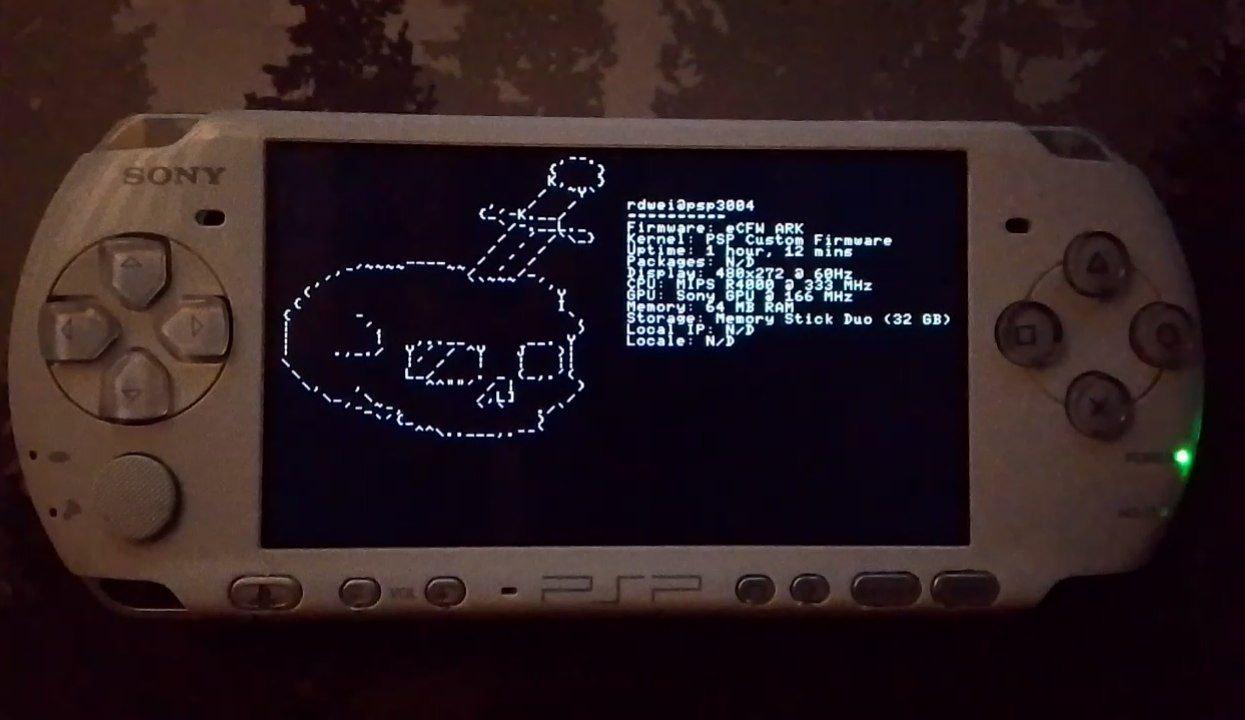 SONY
rdwei@psp3004
-----------
Firmware: eCFW ARK
Kernel: PSP Custom Firmware
Uptime: 1 hour, 12 mins
Packages: N/D
Display: 480x272 @ 60Hz
CPU: MIPS R4000 @ 333 MHz
GPU: Sony GPU @ 166 MHz
Memory: 64 MB RAM
Storage: Memory Stick Duo (32 GB)
Local IP: N/D
Locale: N/D
VOL
PSP